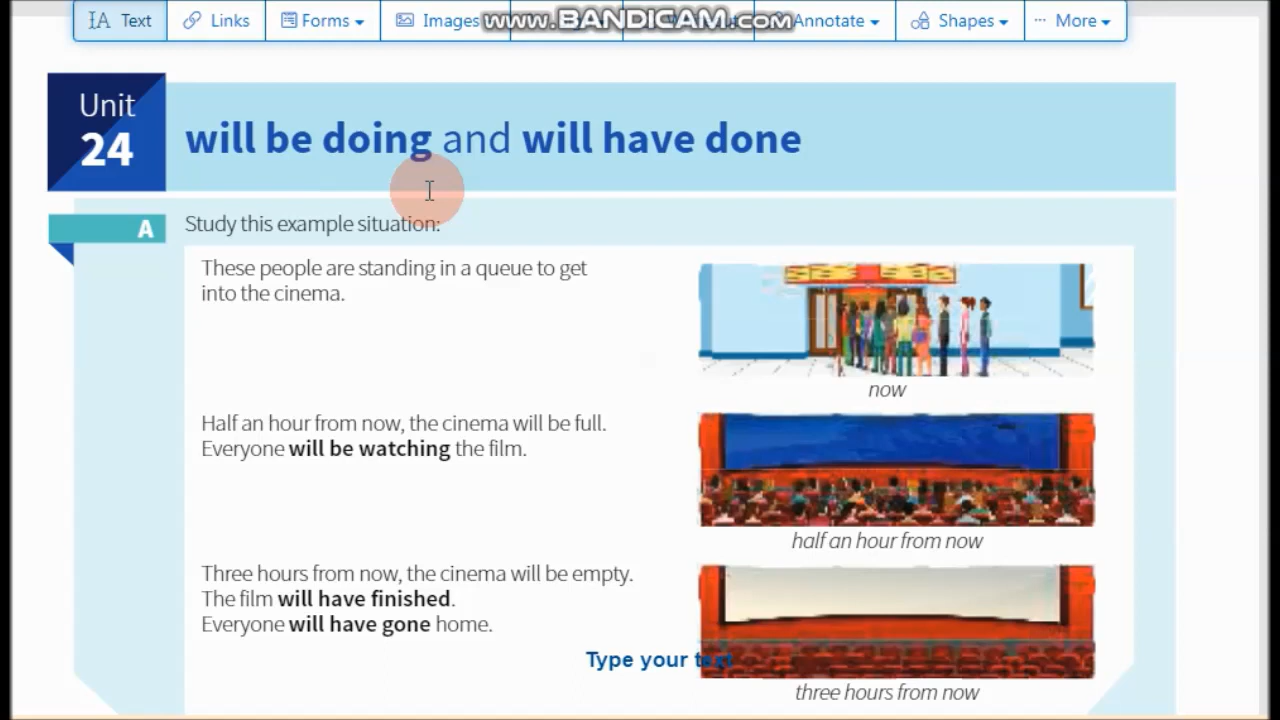 Text Links Forms Images www.BANDICAM.com Annotate Shapes More
Unit
24
will be doing and will have done
A
Study this example situation:
These people are standing in a queue to get
into the cinema.
now
Half an hour from now, the cinema will be full.
Everyone will be watching the film.
half an hour from now
Three hours from now, the cinema will be empty.
The film will have finished.
Everyone will have gone home.
Type your text
three hours from now